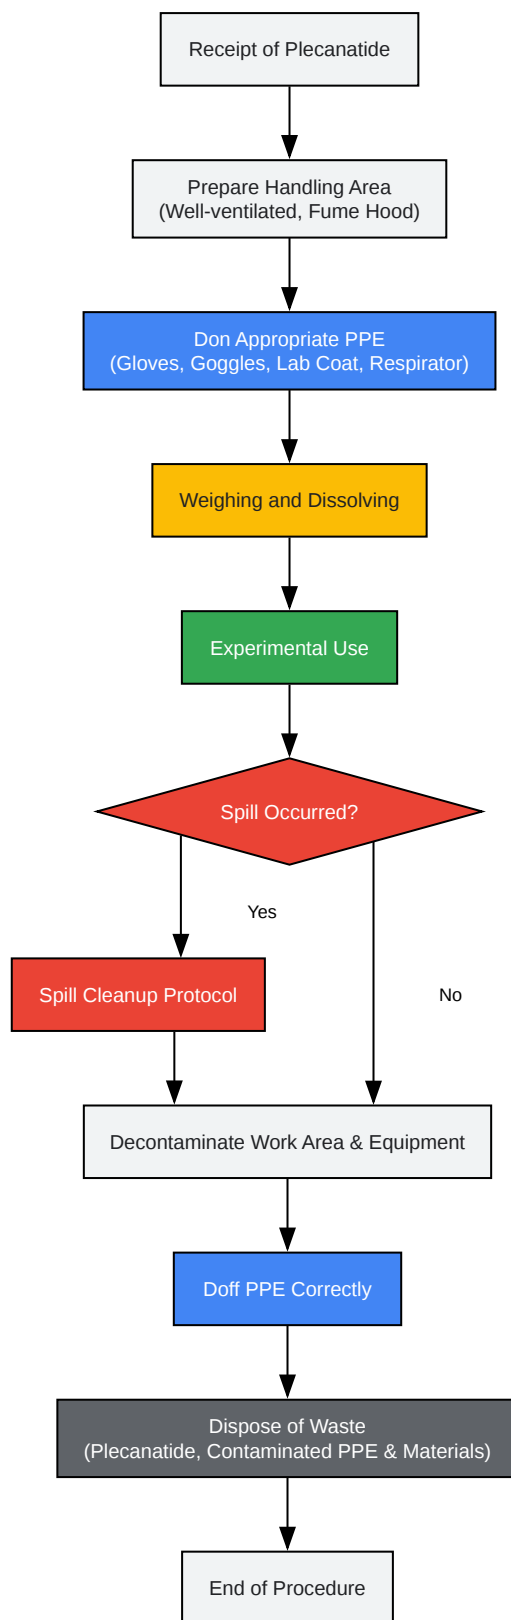 Receipt of Plecanatide
Prepare Handling Area
(Well-ventilated, Fume Hood)
Don Appropriate PPE
(Gloves, Goggles, Lab Coat, Respirator)
Weighing and Dissolving
Experimental Use
Spill Occurred?
Yes
Spill Cleanup Protocol
No
Decontaminate Work Area & Equipment
Doff PPE Correctly
Dispose of Waste
(Plecanatide, Contaminated PPE & Materials)
End of Procedure